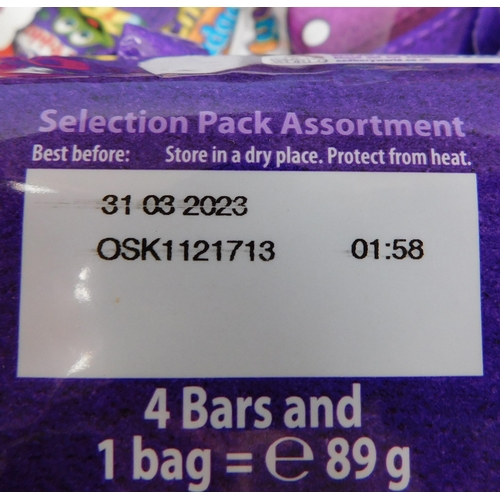 Selection Pack Assortment
Best before: Store in a dry place. Protect from heat.
31 03 2023
OSK1121713 01:58
4 Bars and
1 bag = ℮ 89 g